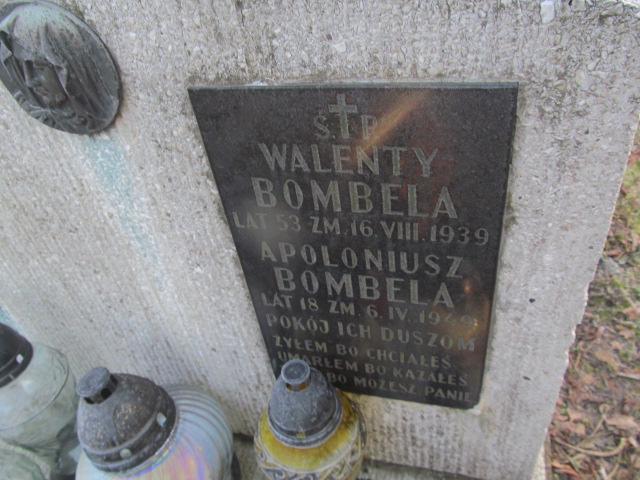 Ś.†P.
WALENTY
BOMBELA
LAT 53 ZM. 16. VIII. 1939
APOLONIUSZ
BOMBELA
LAT 18 ZM. 6. IV.
POKÓJ ICH DUSZOM
ŻYŁEM BO CHCIAŁEŚ
UMARŁEM BO KAZAŁEŚ
BO MOŻESZ PANIE